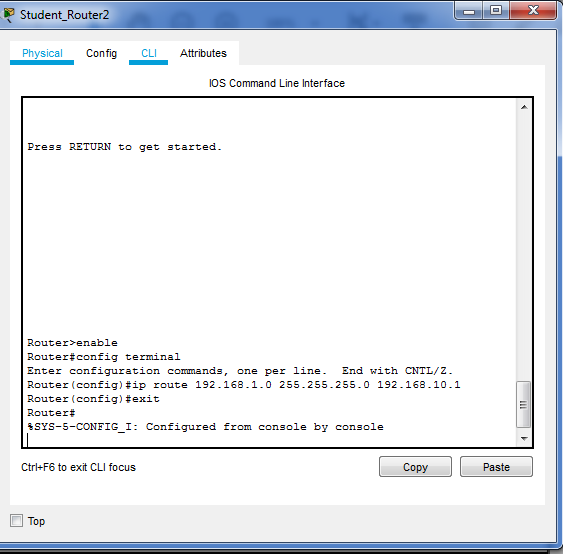 Student_Router2
Physical Config CLI Attributes
IOS Command Line Interface
Press RETURN to get started.
Router>enable
Router#config terminal
Enter configuration commands, one per line.  End with CNTL/Z.
Router(config)#ip route 192.168.1.0 255.255.255.0 192.168.10.1
Router(config)#exit
Router#
%SYS-5-CONFIG_I: Configured from console by console
Ctrl+F6 to exit CLI focus
Copy Paste
Top